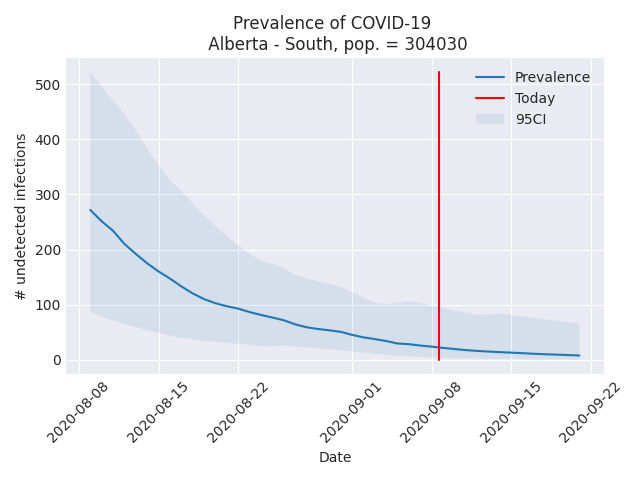 Prevalence of COVID-19
Alberta - South, pop. = 304030
# undetected infections
500
400
300
200
100
0
Prevalence
Today
95CI
2020-08-08
2020-08-15
2020-08-22
2020-09-01
2020-09-08
2020-09-15
2020-09-22
Date